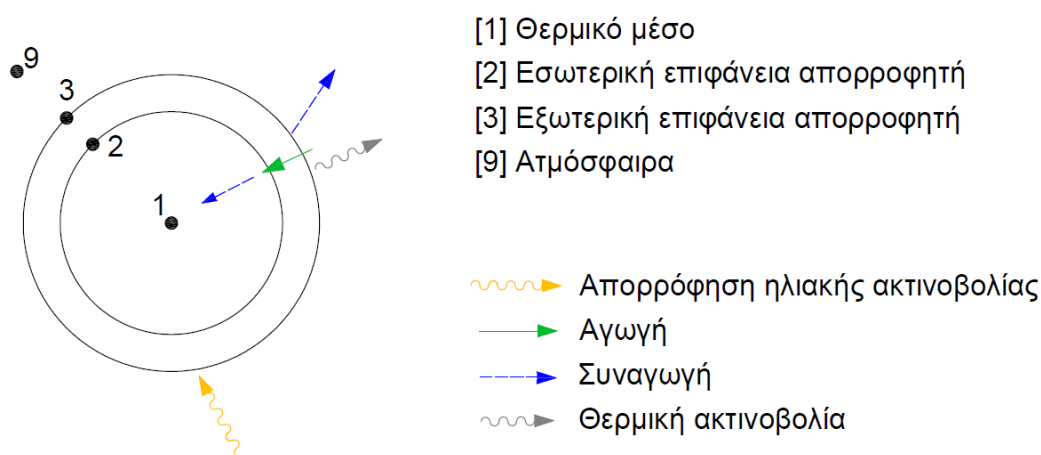 [1] Θερμικό μέσο
[2] Εσωτερική επιφάνεια απορροφητή
[3] Εξωτερική επιφάνεια απορροφητή
[9] Ατμόσφαιρα
9
3
2
1
Απορρόφηση ηλιακής ακτινοβολίας
Αγωγή
Συναγωγή
Θερμική ακτινοβολία